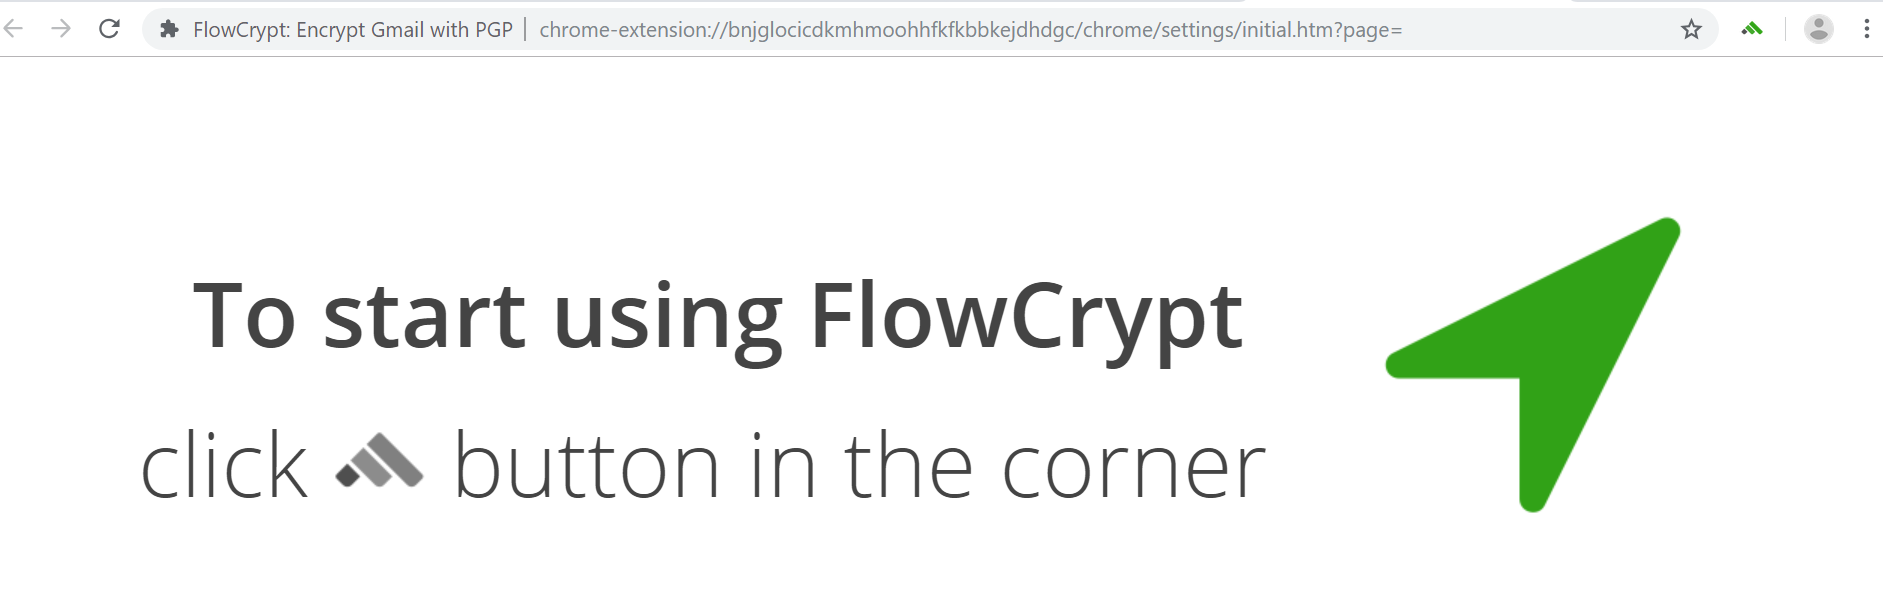 FlowCrypt: Encrypt Gmail with PGP | chrome-extension://bnjglocicdkmhmoohhfkfkbbkejdhdgc/chrome/settings/initial.htm?page=
To start using FlowCrypt
click button in the corner